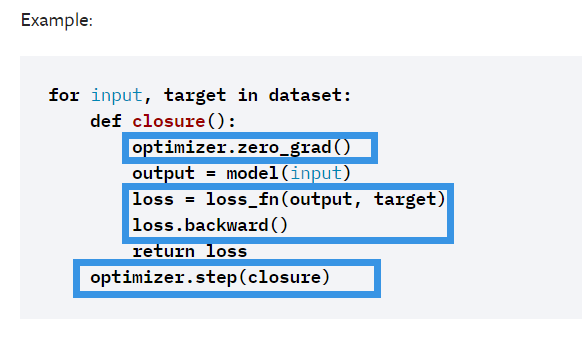 Example:
for input, target in dataset:
    def closure():
        optimizer.zero_grad()
        output = model(input)
        loss = loss_fn(output, target)
        loss.backward()
        return loss
    optimizer.step(closure)